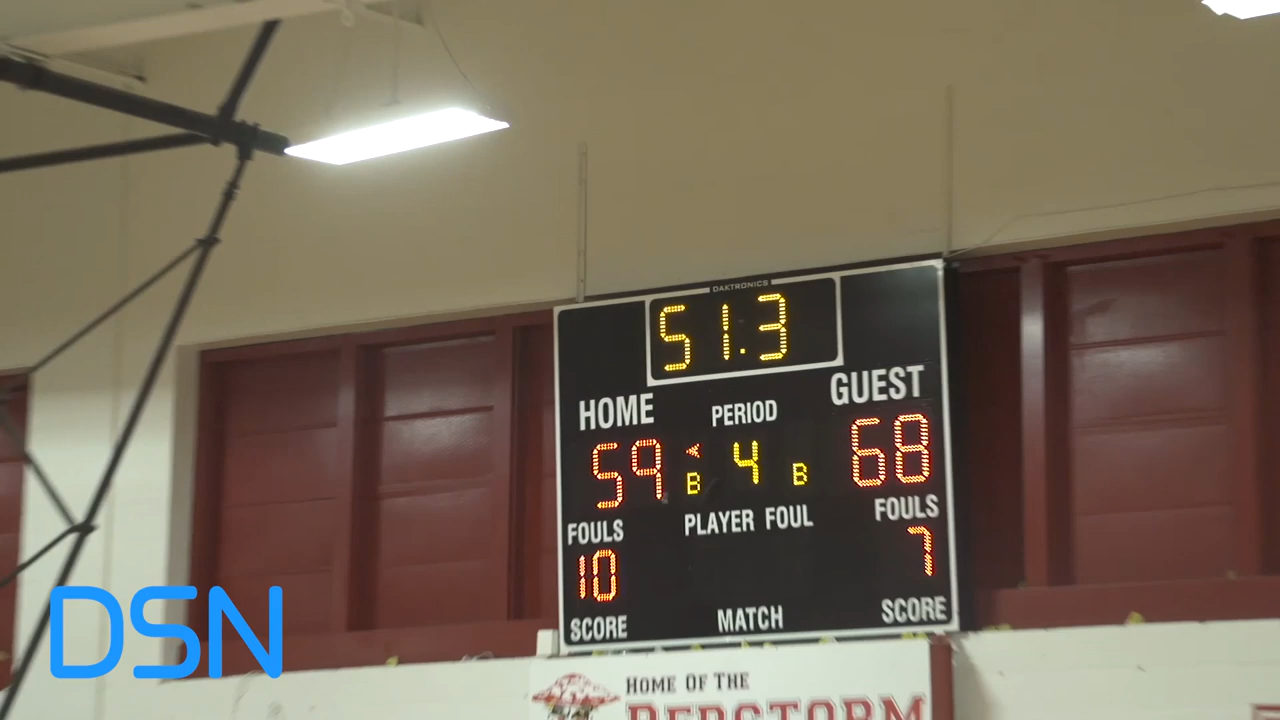 DAKTRONICS
51.3
HOME PERIOD GUEST
59 B 4 B 68
FOULS PLAYER FOUL FOULS
10 7
SCORE MATCH SCORE
DSN
HOME OF THE
REDSTORM